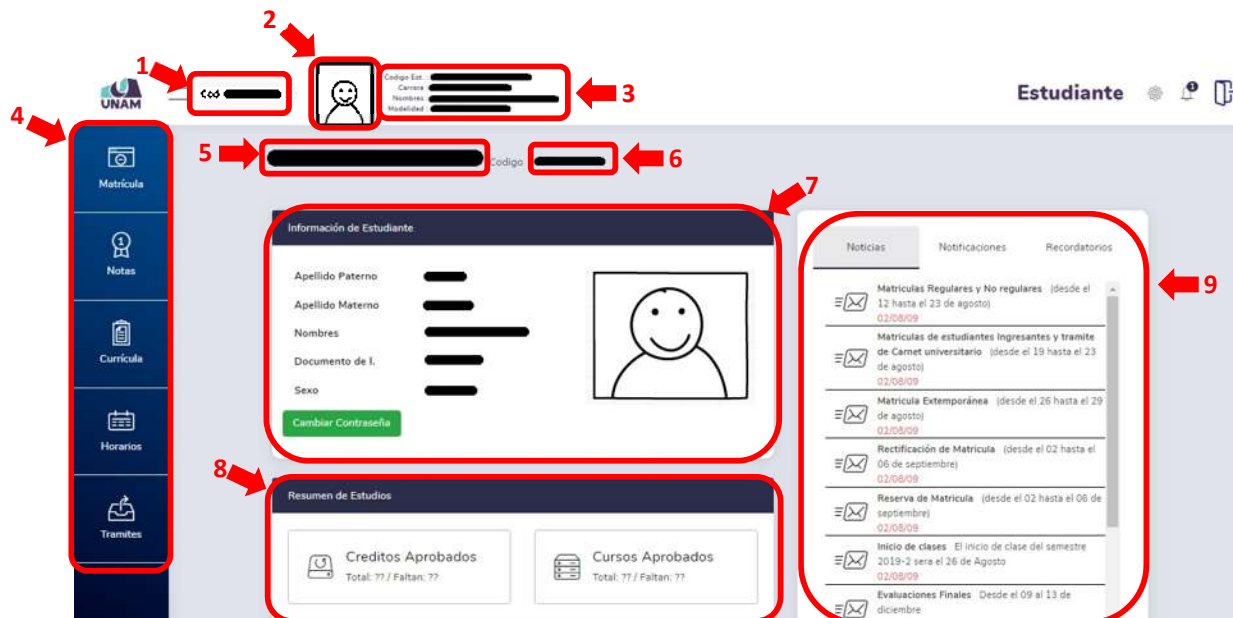 2
1
UNAM
Cod
Codigo Est. :
Carrera :
Nombres :
Modalidad :
3
Estudiante
1
4
5
Codigo
6
Matrícula
1
Notas
Currícula
Horarios
Tramites
7
Información de Estudiante
Apellido Paterno
Apellido Materno
Nombres
Documento de I.
Sexo
Cambiar Contraseña
8
Resumen de Estudios
Creditos Aprobados
Total: ?? / Faltan: ??
Cursos Aprobados
Total: ?? / Faltan: ??
9
Noticias Notificaciones Recordatorios
Matriculas Regulares y No regulares (desde el
12 hasta el 23 de agosto)
02/08/09
Matriculas de estudiantes Ingresantes y tramite
de Carnet universitario (desde el 19 hasta el 23
de agosto)
02/08/09
Matricula Extemporánea (desde el 26 hasta el 29
de agosto)
02/08/09
Rectificación de Matricula (desde el 02 hasta el
06 de septiembre)
02/08/09
Reserva de Matricula (desde el 02 hasta el 06 de
septiembre)
02/08/09
Inicio de clases El inicio de clase del semestre
2019-2 sera el 26 de Agosto
02/08/09
Evaluaciones Finales Desde el 09 al 13 de
diciembre